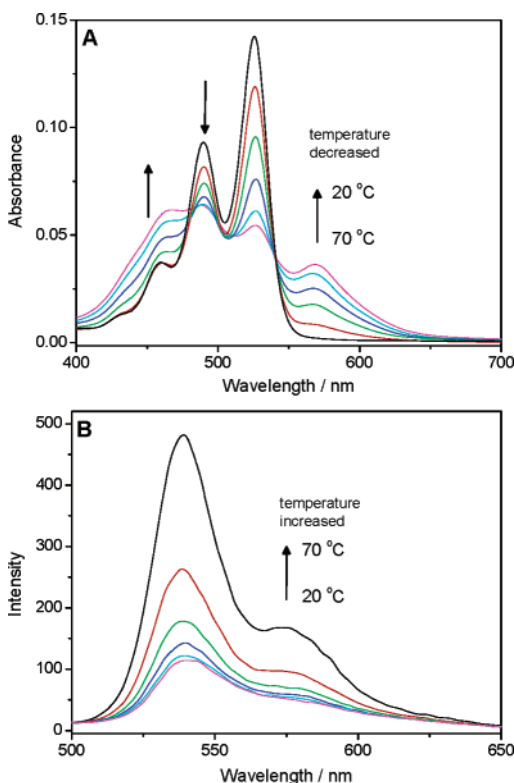 A
0.15
0.10
0.05
0.00
Absorbance
temperature
decreased
20 °C
70 °C
400
500
600
700
Wavelength / nm
B
500
400
300
200
100
0
Intensity
temperature
increased
70 °C
20 °C
500
550
600
650
Wavelength / nm